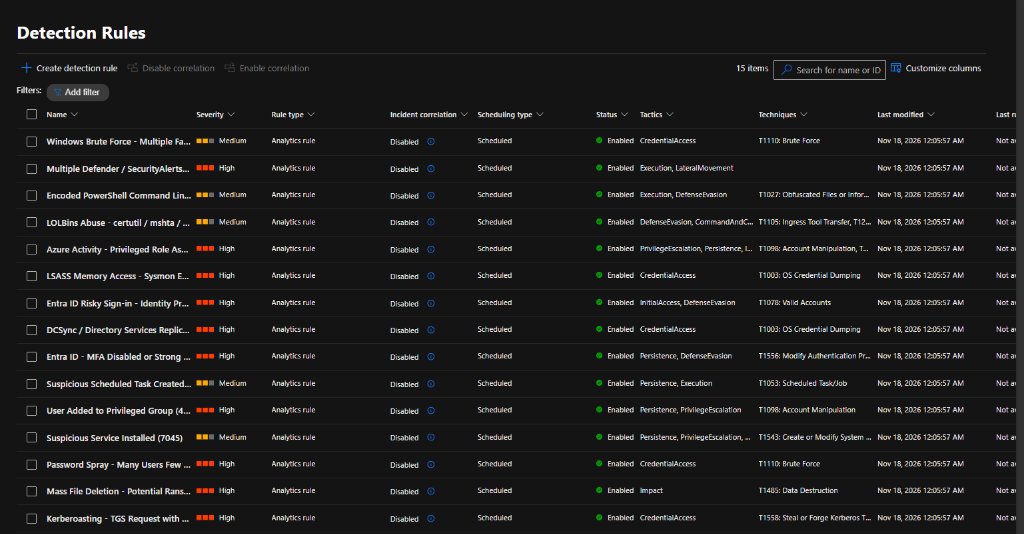 Detection Rules
Create detection rule Disable correlation Enable correlation 15 items Search for name or ID Customize columns
Filters: Add filter
Name Severity Rule type Incident correlation Scheduling type Status Tactics Techniques Last modified Last ru
Windows Brute Force - Multiple Fa... Medium Analytics rule Disabled Scheduled Enabled CredentialAccess T1110: Brute Force Nov 18, 2026 12:05:57 AM Not av
Multiple Defender / SecurityAlerts... High Analytics rule Disabled Scheduled Enabled Execution, LateralMovement Nov 18, 2026 12:05:57 AM Not av
Encoded PowerShell Command Lin... Medium Analytics rule Disabled Scheduled Enabled Execution, DefenseEvasion T1027: Obfuscated Files or Infor... Nov 18, 2026 12:05:57 AM Not av
LOLBins Abuse - certutil / mshta / ... Medium Analytics rule Disabled Scheduled Enabled DefenseEvasion, CommandAndC... T1105: Ingress Tool Transfer, T12... Nov 18, 2026 12:05:57 AM Not av
Azure Activity - Privileged Role As... High Analytics rule Disabled Scheduled Enabled PrivilegeEscalation, Persistence, I... T1098: Account Manipulation, T... Nov 18, 2026 12:05:57 AM Not av
LSASS Memory Access - Sysmon E... High Analytics rule Disabled Scheduled Enabled CredentialAccess T1003: OS Credential Dumping Nov 18, 2026 12:05:57 AM Not av
Entra ID Risky Sign-in - Identity Pr... High Analytics rule Disabled Scheduled Enabled InitialAccess, DefenseEvasion T1078: Valid Accounts Nov 18, 2026 12:05:57 AM Not av
DCSync / Directory Services Replic... High Analytics rule Disabled Scheduled Enabled CredentialAccess T1003: OS Credential Dumping Nov 18, 2026 12:05:57 AM Not av
Entra ID - MFA Disabled or Strong ... High Analytics rule Disabled Scheduled Enabled Persistence, DefenseEvasion T1556: Modify Authentication Pr... Nov 18, 2026 12:05:57 AM Not av
Suspicious Scheduled Task Created... Medium Analytics rule Disabled Scheduled Enabled Persistence, Execution T1053: Scheduled Task/Job Nov 18, 2026 12:05:57 AM Not av
User Added to Privileged Group (4... High Analytics rule Disabled Scheduled Enabled Persistence, PrivilegeEscalation T1098: Account Manipulation Nov 18, 2026 12:05:57 AM Not av
Suspicious Service Installed (7045) Medium Analytics rule Disabled Scheduled Enabled Persistence, PrivilegeEscalation, ... T1543: Create or Modify System ... Nov 18, 2026 12:05:57 AM Not av
Password Spray - Many Users Few ... High Analytics rule Disabled Scheduled Enabled CredentialAccess T1110: Brute Force Nov 18, 2026 12:05:57 AM Not av
Mass File Deletion - Potential Rans... High Analytics rule Disabled Scheduled Enabled Impact T1485: Data Destruction Nov 18, 2026 12:05:57 AM Not av
Kerberoasting - TGS Request with ... High Analytics rule Disabled Scheduled Enabled CredentialAccess T1558: Steal or Forge Kerberos T... Nov 18, 2026 12:05:57 AM Not av